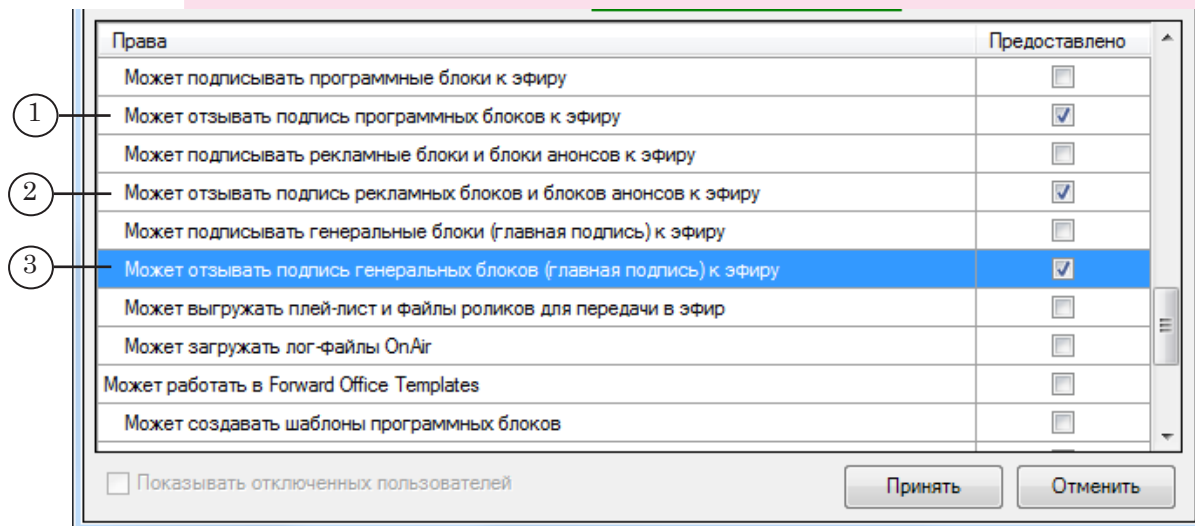 Права Предоставлено
Может подписывать программные блоки к эфиру
1 Может отзывать подпись программных блоков к эфиру
Может подписывать рекламные блоки и блоки анонсов к эфиру
2 Может отзывать подпись рекламных блоков и блоков анонсов к эфиру
Может подписывать генеральные блоки (главная подпись) к эфиру
3 Может отзывать подпись генеральных блоков (главная подпись) к эфиру
Может выгружать плей-лист и файлы роликов для передачи в эфир
Может загружать лог-файлы OnAir
Может работать в Forward Office Templates
Может создавать шаблоны программных блоков
Показывать отключенных пользователей Принять Отменить